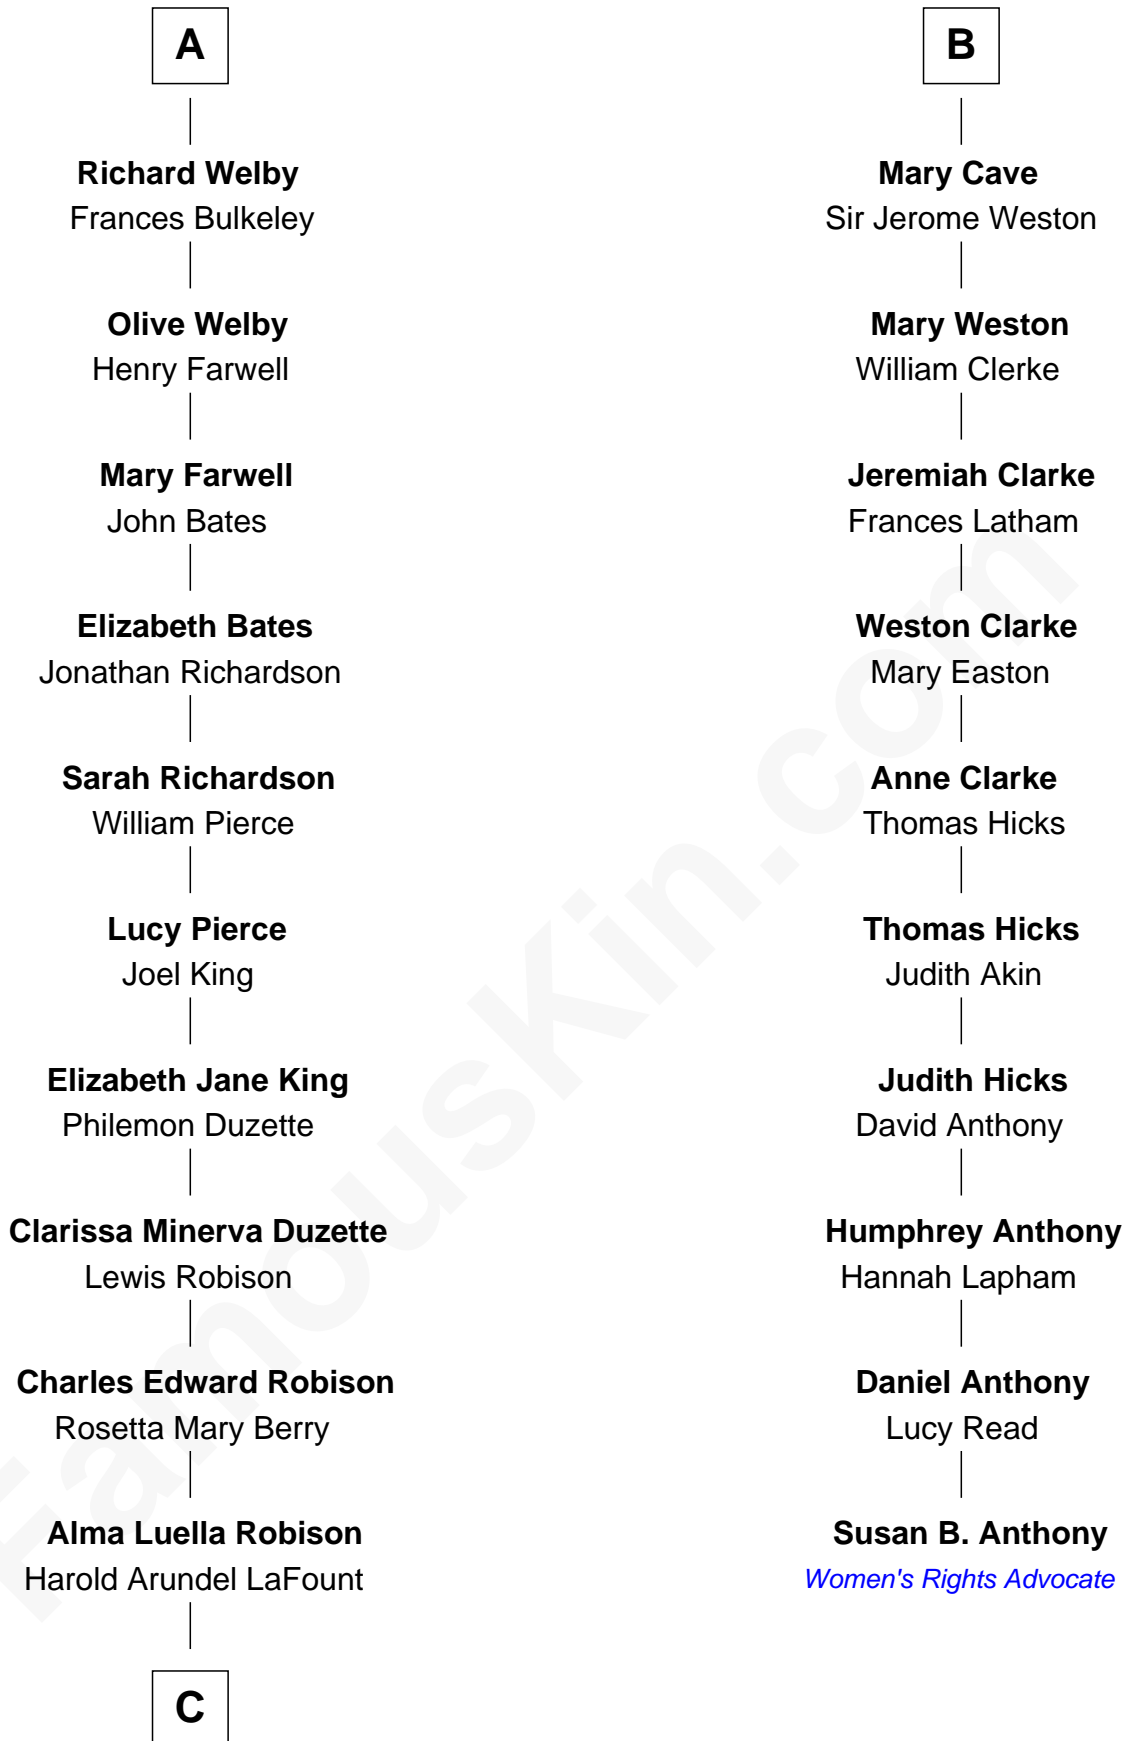 A
Richard Welby
Frances Bulkeley
Olive Welby
Henry Farwell
Mary Farwell
John Bates
Elizabeth Bates
Jonathan Richardson
Sarah Richardson
William Pierce
Lucy Pierce
Joel King
Elizabeth Jane King
Philemon Duzette
Clarissa Minerva Duzette
Lewis Robison
Charles Edward Robison
Rosetta Mary Berry
Alma Luella Robison
Harold Arundel LaFount
C
B
Mary Cave
Sir Jerome Weston
Mary Weston
William Clerke
Jeremiah Clarke
Frances Latham
Weston Clarke
Mary Easton
Anne Clarke
Thomas Hicks
Thomas Hicks
Judith Akin
Judith Hicks
David Anthony
Humphrey Anthony
Hannah Lapham
Daniel Anthony
Lucy Read
Susan B. Anthony
Women's Rights Advocate
FamousKin.com